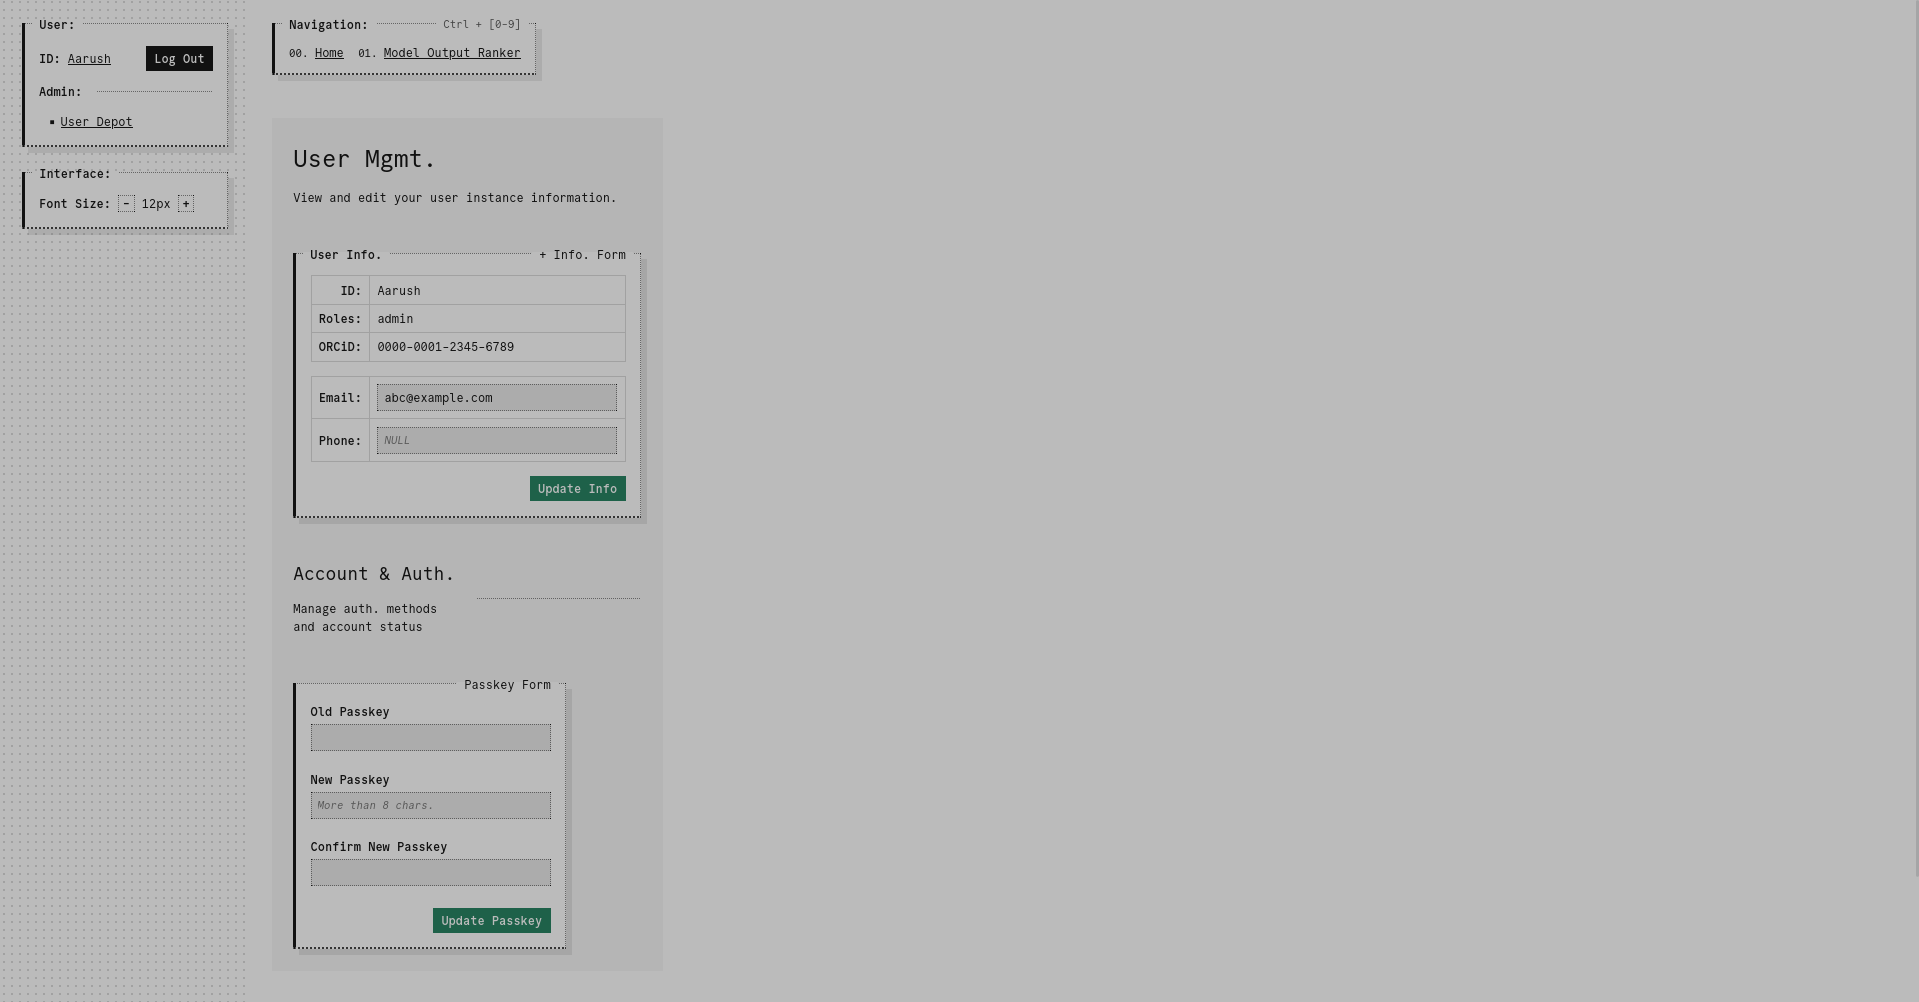 User:
ID: Aarush Log Out
Admin:
User Depot
Interface:
Font Size: - 12px +
Navigation: Ctrl + [0-9]
00. Home 01. Model Output Ranker
User Mgmt.
View and edit your user instance information.
User Info. + Info. Form
ID: Aarush
Roles: admin
ORCiD: 0000-0001-2345-6789
Email: abc@example.com
Phone: NULL
Update Info
Account & Auth.
Manage auth. methods
and account status
Passkey Form
Old Passkey
New Passkey
More than 8 chars.
Confirm New Passkey
Update Passkey